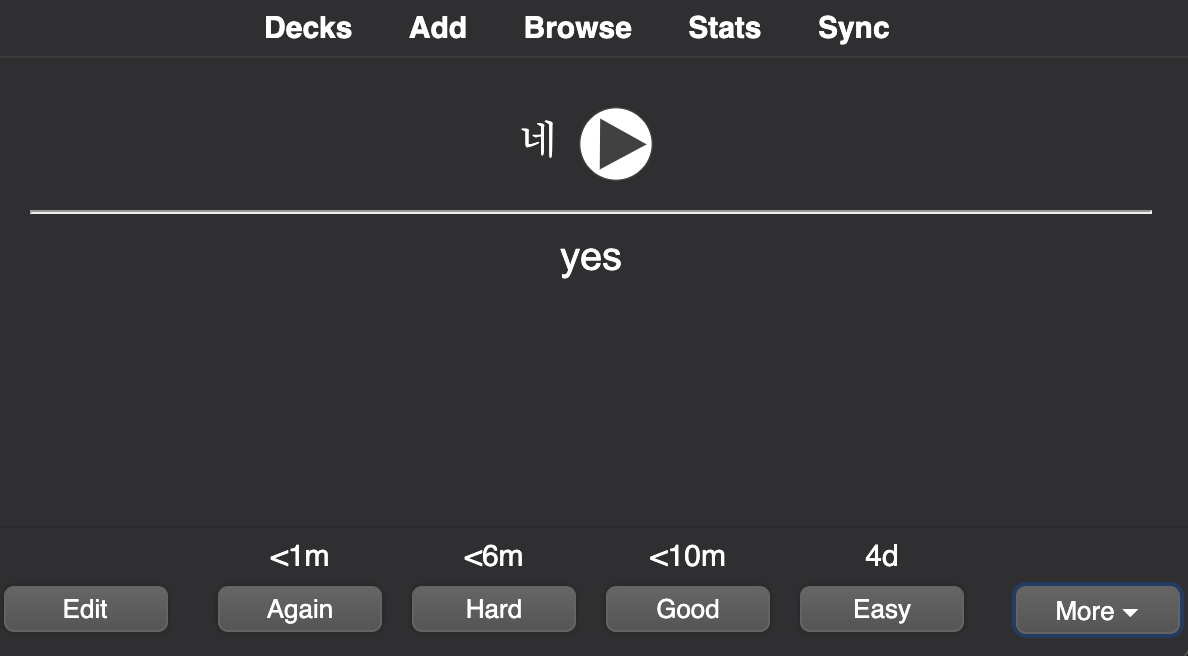 Decks Add Browse Stats Sync
네
yes
<1m <6m <10m 4d
Edit Again Hard Good Easy More